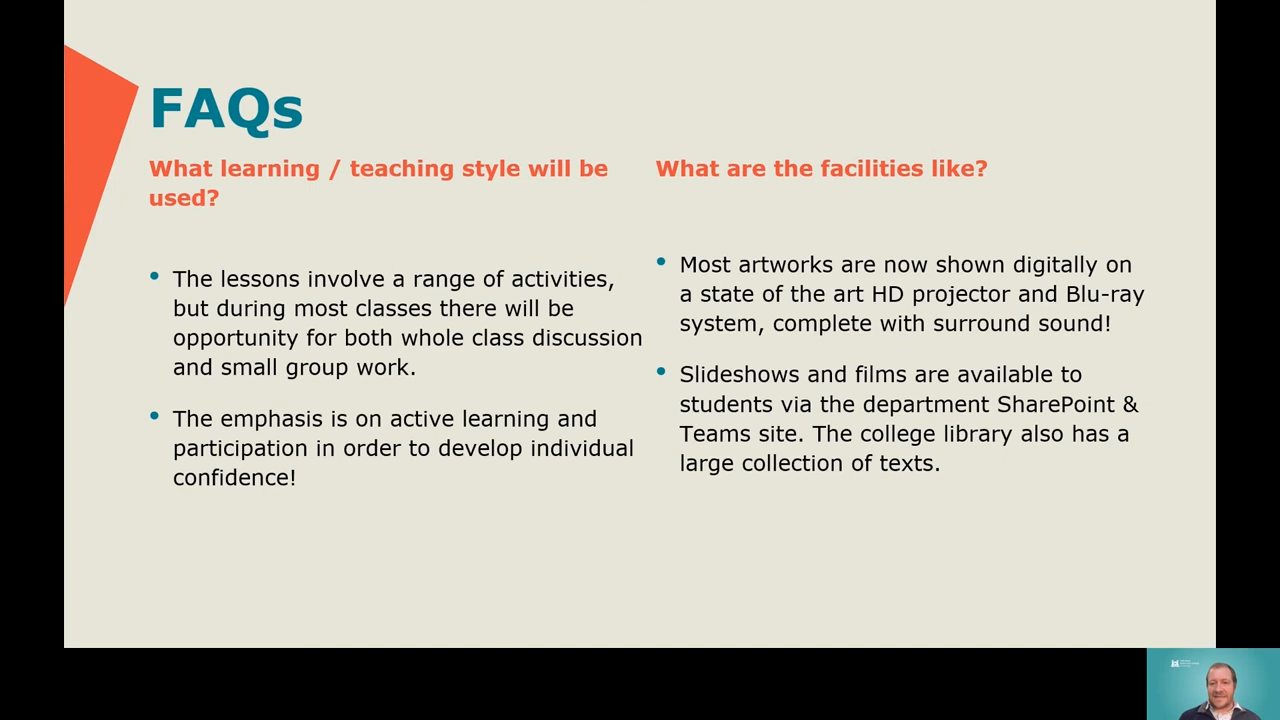 FAQs
What learning / teaching style will be
used?
The lessons involve a range of activities,
but during most classes there will be
opportunity for both whole class discussion
and small group work.
The emphasis is on active learning and
participation in order to develop individual
confidence!
What are the facilities like?
Most artworks are now shown digitally on
a state of the art HD projector and Blu-ray
system, complete with surround sound!
Slideshows and films are available to
students via the department SharePoint &
Teams site. The college library also has a
large collection of texts.